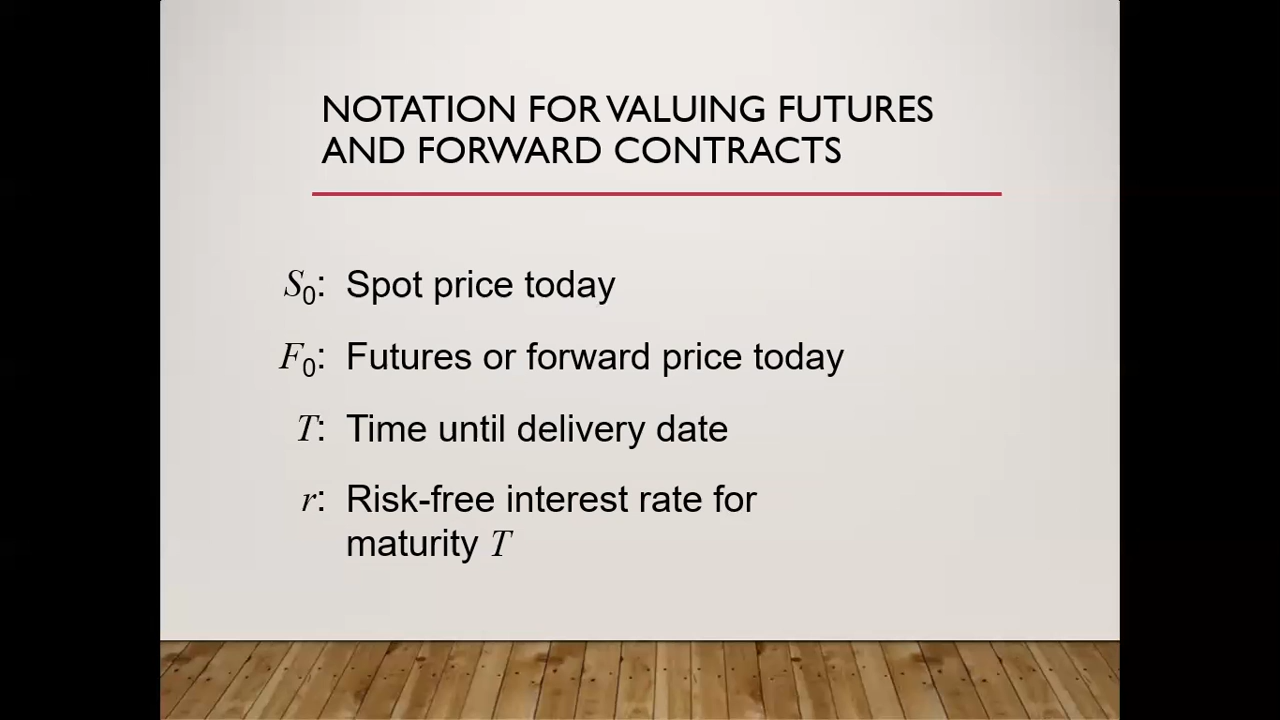 NOTATION FOR VALUING FUTURES
AND FORWARD CONTRACTS
S₀: Spot price today
F₀: Futures or forward price today
T: Time until delivery date
r: Risk-free interest rate for
maturity T